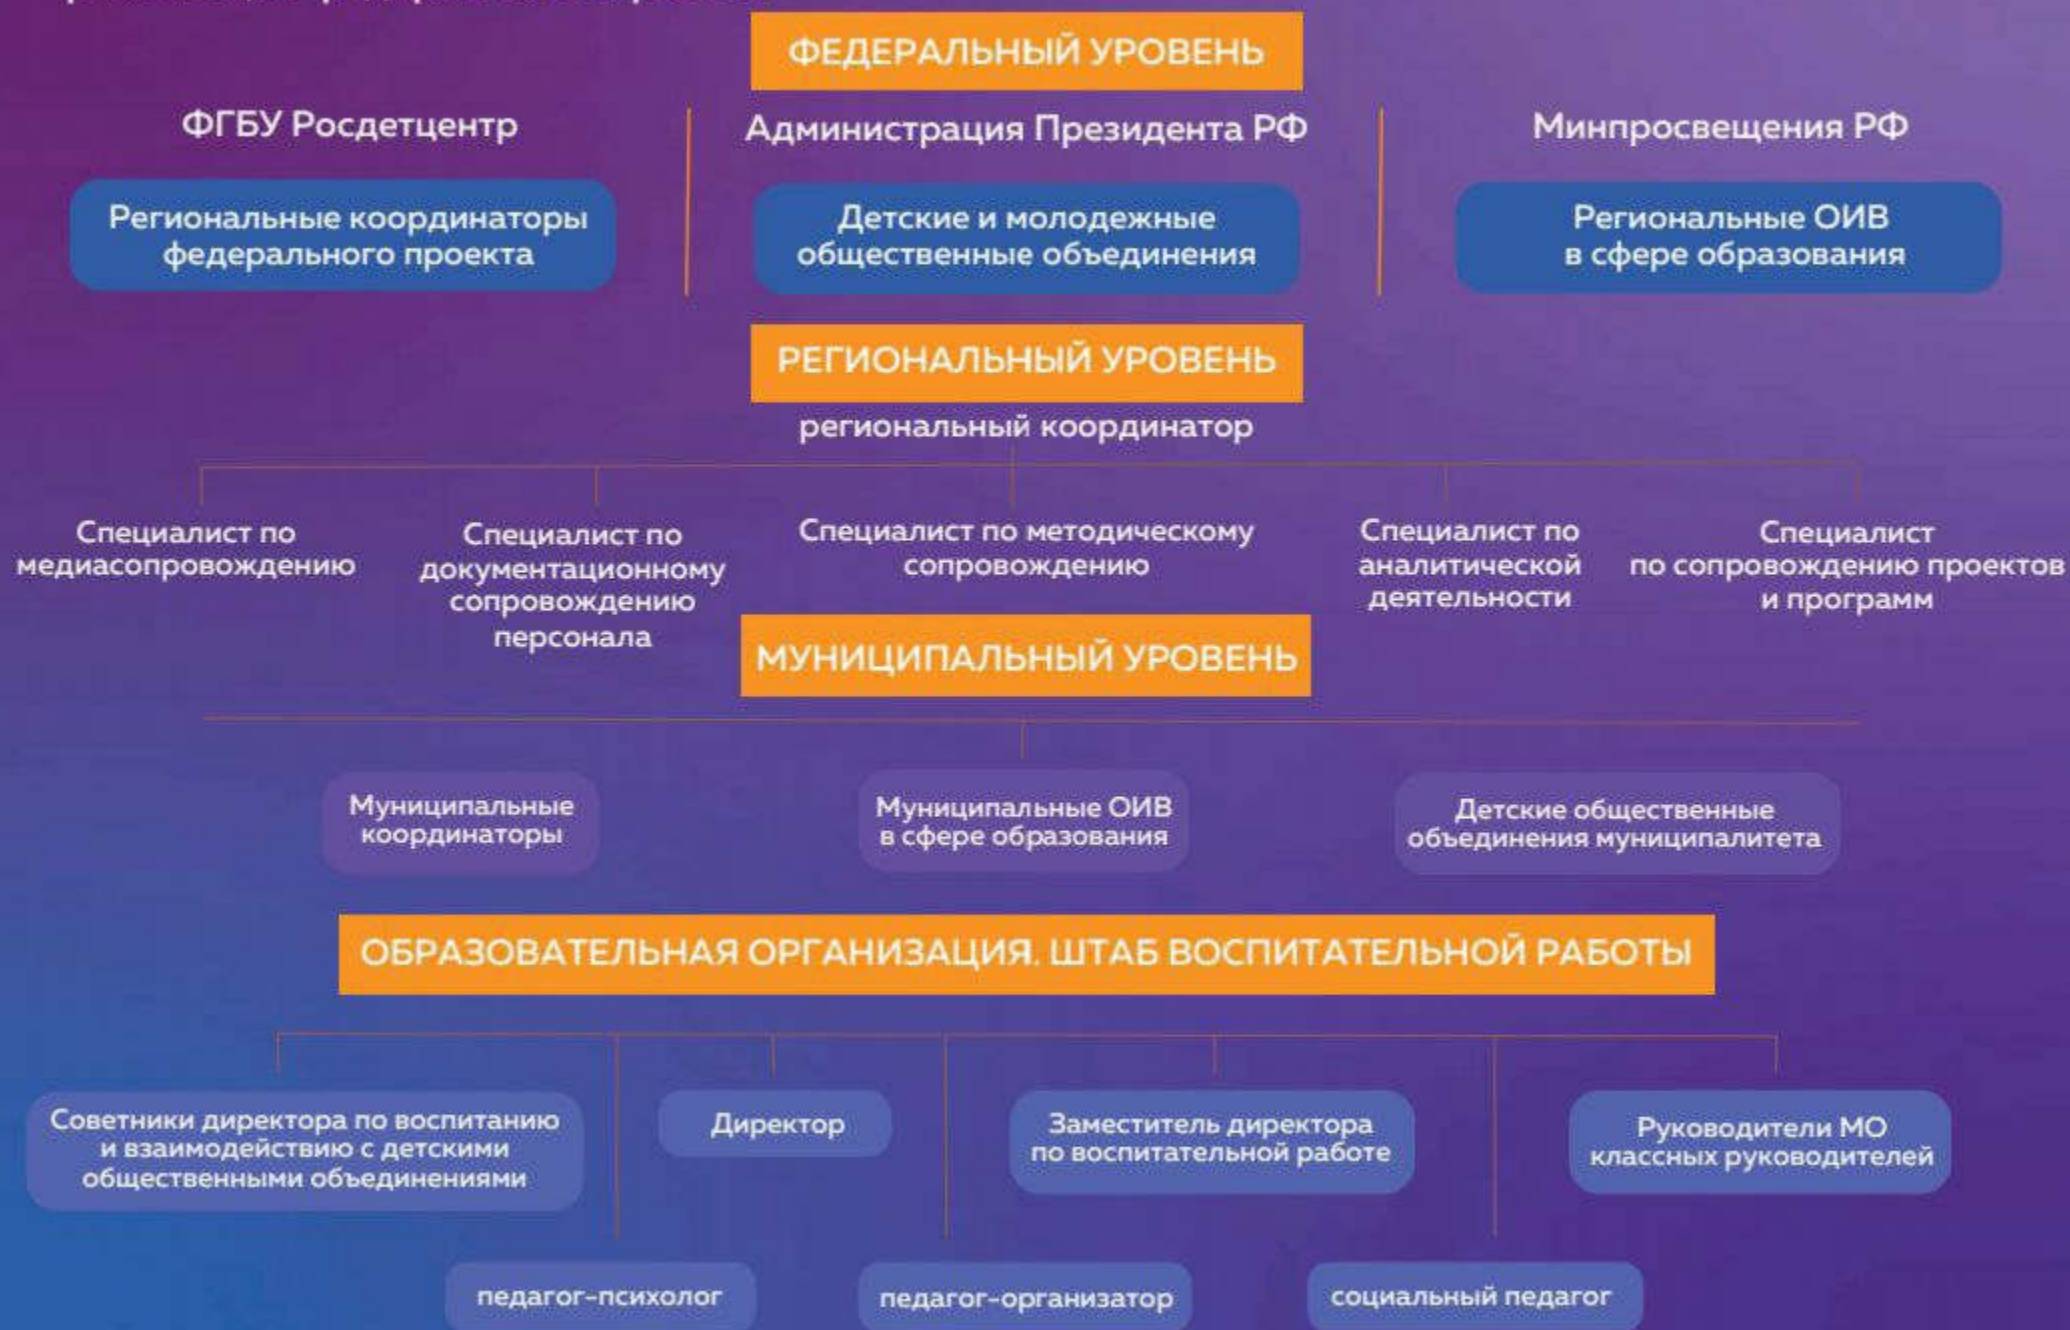 ФЕДЕРАЛЬНЫЙ УРОВЕНЬ
ФГБУ Росдетцентр
Администрация Президента РФ
Минпросвещения РФ
Региональные координаторы
федерального проекта
Детские и молодежные
общественные объединения
Региональные ОИВ
в сфере образования
РЕГИОНАЛЬНЫЙ УРОВЕНЬ
региональный координатор
Специалист по
медиасопровождению
Специалист по
документационному
сопровождению
персонала
Специалист по методическому
сопровождению
Специалист по
аналитической
деятельности
Специалист
по сопровождению проектов
и программ
МУНИЦИПАЛЬНЫЙ УРОВЕНЬ
Муниципальные
координаторы
Муниципальные ОИВ
в сфере образования
Детские общественные
объединения муниципалитета
ОБРАЗОВАТЕЛЬНАЯ ОРГАНИЗАЦИЯ. ШТАБ ВОСПИТАТЕЛЬНОЙ РАБОТЫ
Советники директора по воспитанию
и взаимодействию с детскими
общественными объединениями
Директор
Заместитель директора
по воспитательной работе
Руководители МО
классных руководителей
педагог-психолог
педагог-организатор
социальный педагог